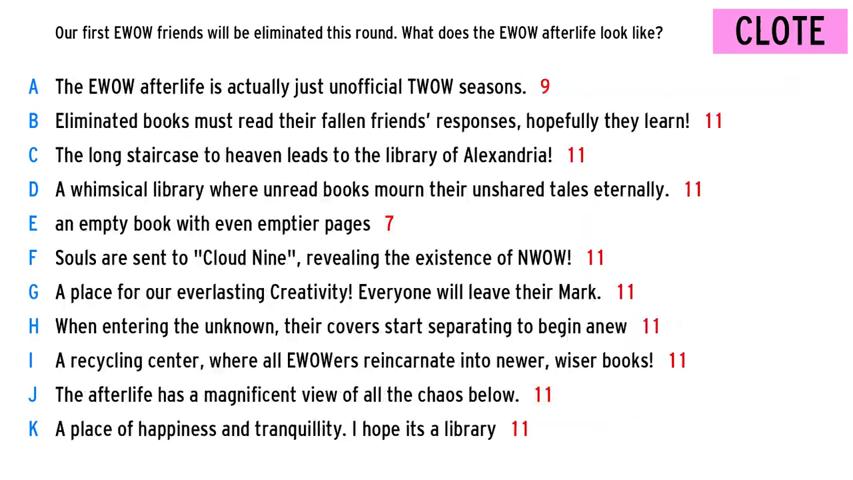 Our first EWOW friends will be eliminated this round. What does the EWOW afterlife look like?
CLOTE
A The EWOW afterlife is actually just unofficial TWOW seasons. 9
B Eliminated books must read their fallen friends' responses, hopefully they learn! 11
C The long staircase to heaven leads to the library of Alexandria! 11
D A whimsical library where unread books mourn their unshared tales eternally. 11
E an empty book with even emptier pages 7
F Souls are sent to "Cloud Nine", revealing the existence of NWOW! 11
G A place for our everlasting Creativity! Everyone will leave their Mark. 11
H When entering the unknown, their covers start separating to begin anew 11
I A recycling center, where all EWOWers reincarnate into newer, wiser books! 11
J The afterlife has a magnificent view of all the chaos below. 11
K A place of happiness and tranquillity. I hope its a library 11